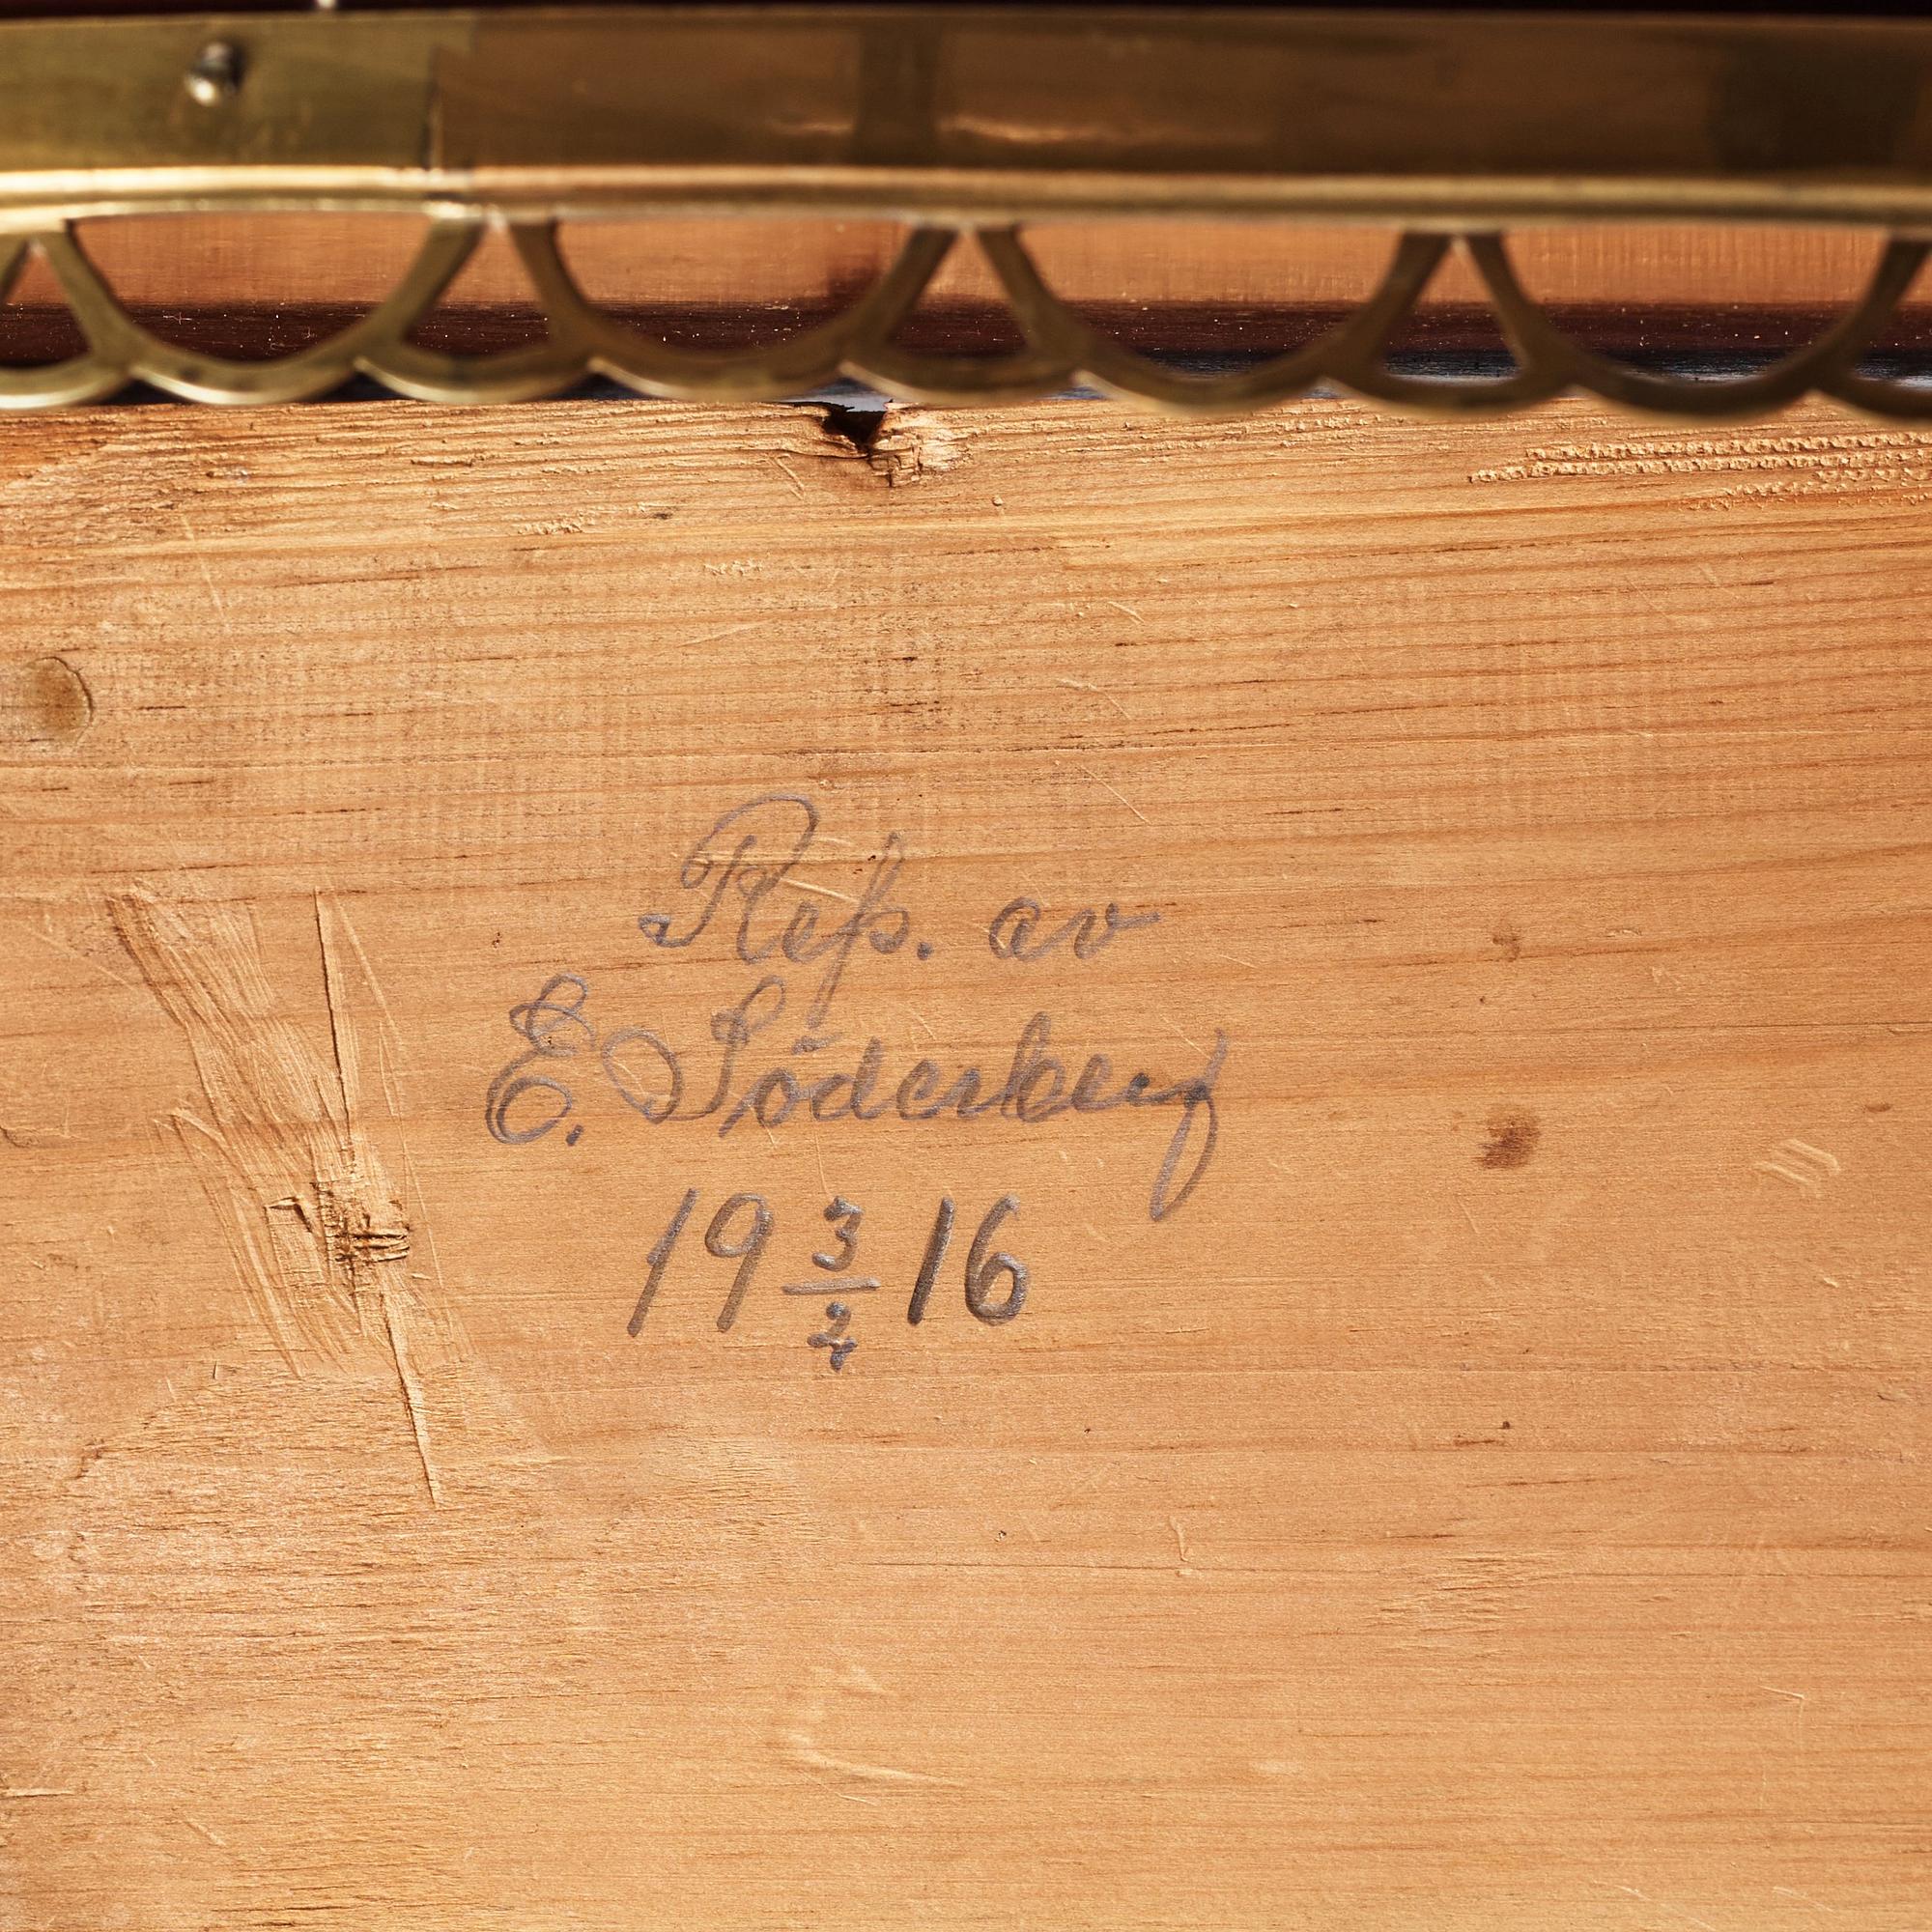 Rep. av
E. Söderberg
19 3/2 16